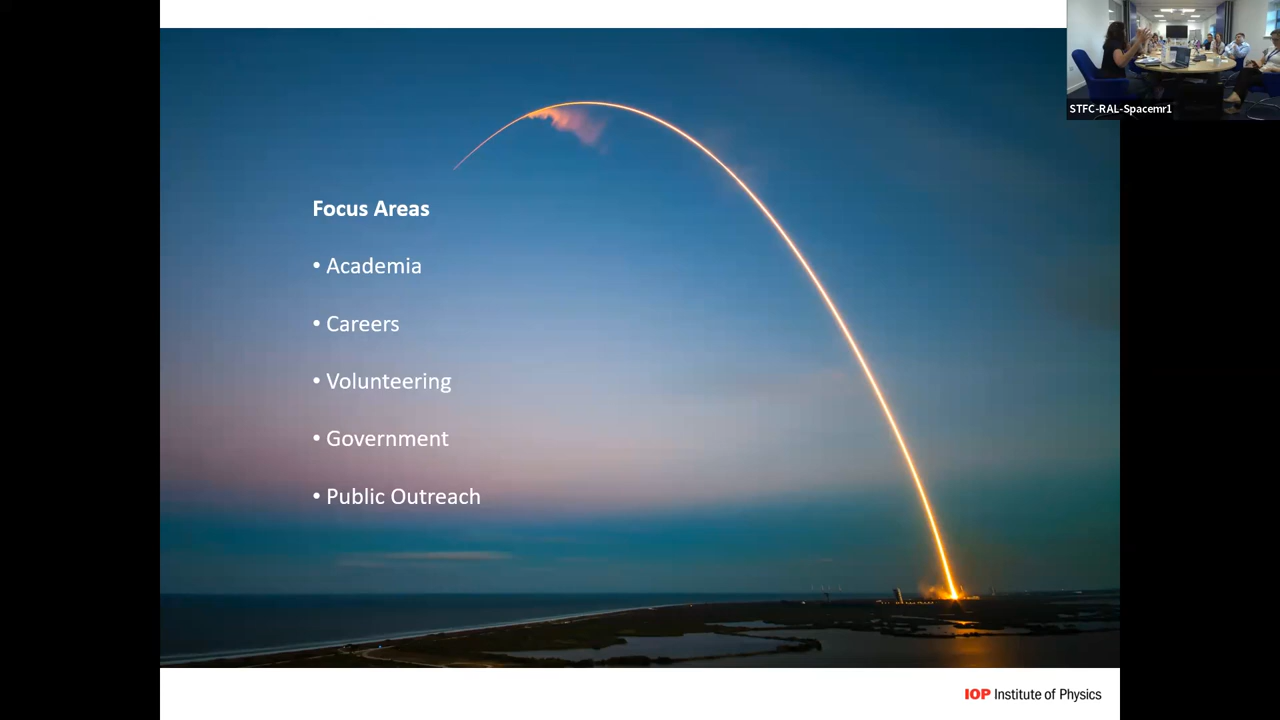 STFC-RAL-Spacemr1
Focus Areas
• Academia
• Careers
• Volunteering
• Government
• Public Outreach
IOP Institute of Physics